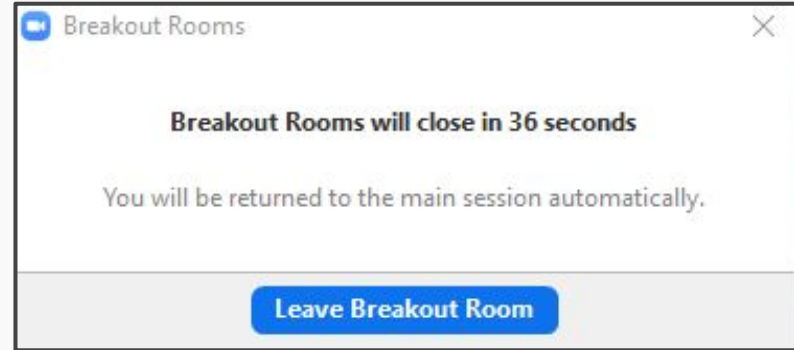 Breakout Rooms
Breakout Rooms will close in 36 seconds
You will be returned to the main session automatically.
Leave Breakout Room